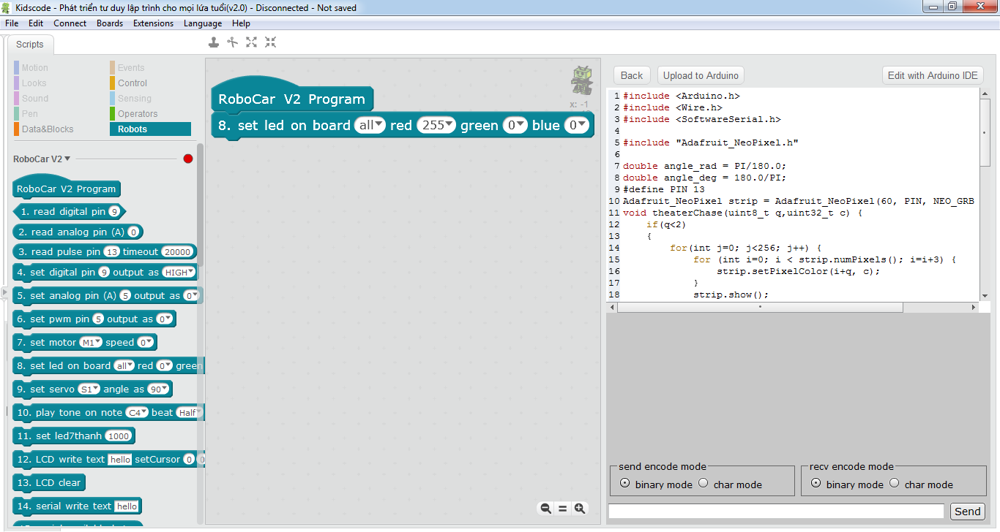 Kidscode - Phát triển tư duy lập trình cho mọi lứa tuổi(v2.0) - Disconnected - Not saved
File Edit Connect Boards Extensions Language Help
Scripts
Motion Events
Looks Control
Sound Sensing
Pen Operators
Data&Blocks Robots
RoboCar V2
RoboCar V2 Program
1. read digital pin 9
2. read analog pin (A) 0
3. read pulse pin 13 timeout 20000
4. set digital pin 9 output as HIGH
5. set analog pin (A) 5 output as 0
6. set pwm pin 5 output as 0
7. set motor M1 speed 0
8. set led on board all red 0 green
9. set servo S1 angle as 90
10. play tone on note C4 beat Half
11. set led7thanh 1000
12. LCD write text hello setCursor 0 0
13. LCD clear
14. serial write text hello
RoboCar V2 Program
8. set led on board all red 255 green 0 blue 0
x: -1
Back Upload to Arduino Edit with Arduino IDE
1 #include <Arduino.h>
2 #include <Wire.h>
3 #include <SoftwareSerial.h>
4
5 #include "Adafruit_NeoPixel.h"
6
7 double angle_rad = PI/180.0;
8 double angle_deg = 180.0/PI;
9 #define PIN 13
10 Adafruit_NeoPixel strip = Adafruit_NeoPixel(60, PIN, NEO_GRB
11 void theaterChase(uint8_t q,uint32_t c) {
12 if(q<2)
13 {
14 for(int j=0; j<256; j++) {
15 for (int i=0; i < strip.numPixels(); i=i+3) {
16 strip.setPixelColor(i+q, c);
17 }
18 strip.show();
send encode mode
binary mode char mode
recv encode mode
binary mode char mode
Send